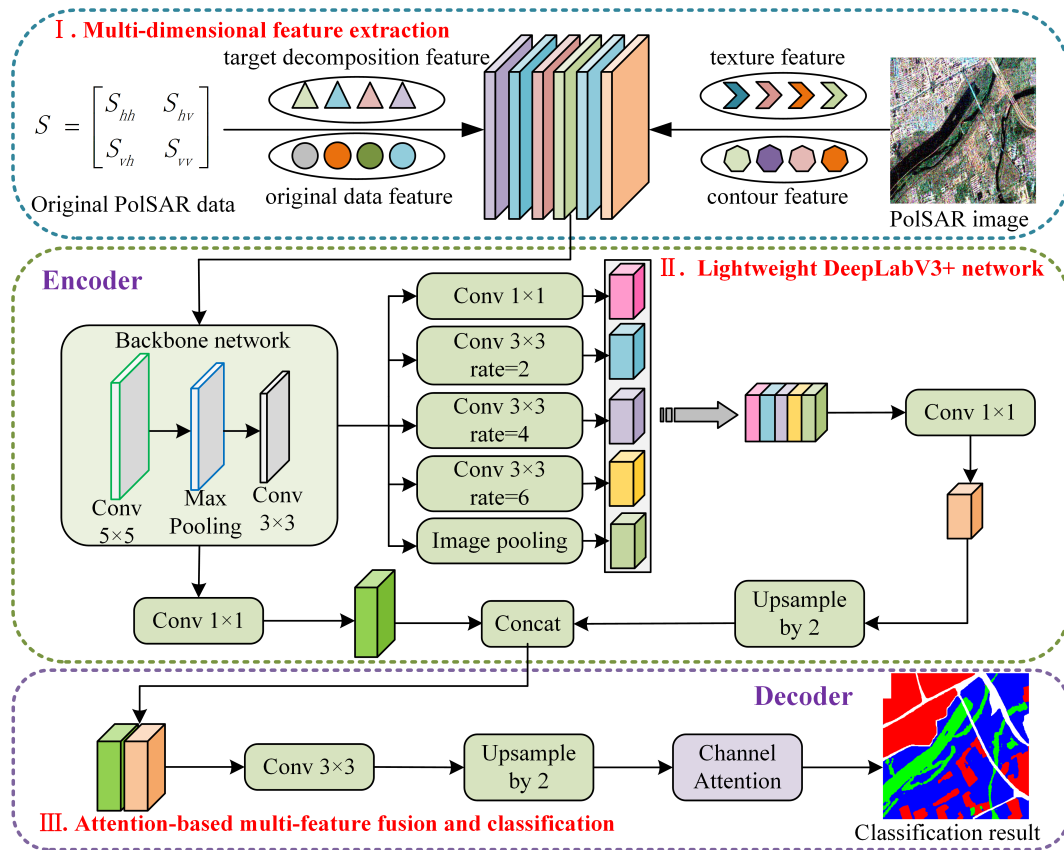 Ⅰ. Multi-dimensional feature extraction
target decomposition feature
texture feature
S = [S_hh S_hv
S_vh S_vv]
original data feature
contour feature
Original PolSAR data
PolSAR image
Encoder
Ⅱ. Lightweight DeepLabV3+ network
Backbone network
Conv
5×5
Max
Pooling
Conv
3×3
Conv 1×1
Conv 3×3
rate=2
Conv 3×3
rate=4
Conv 3×3
rate=6
Image pooling
Conv 1×1
Conv 1×1
Concat
Upsample
by 2
Decoder
Conv 3×3
Upsample
by 2
Channel
Attention
Ⅲ. Attention-based multi-feature fusion and classification
Classification result